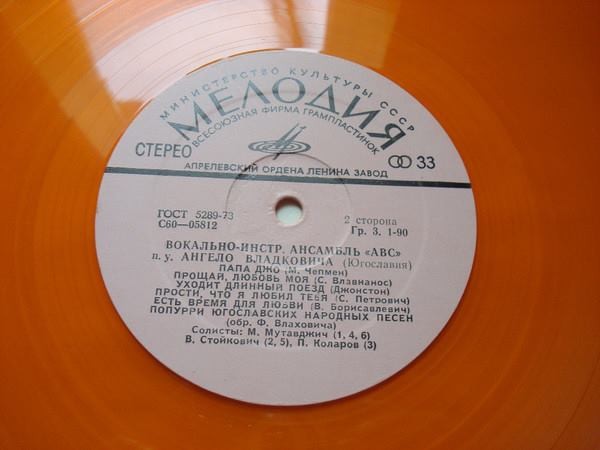 МИНИСТЕРСТВО КУЛЬТУРЫ СССР
МЕЛОДИЯ
ВСЕСОЮЗНАЯ ФИРМА ГРАМПЛАСТИНОК
СТЕРЕО 33
АПРЕЛЕВСКИЙ ОРДЕНА ЛЕНИНА ЗАВОД
ГОСТ 5289-73 2 сторона
С60—05812 Гр. 3. 1-90
ВОКАЛЬНО-ИНСТР. АНСАМБЛЬ «АВС»
п. у. АНГЕЛО ВЛАДКОВИЧА (Югославия)
ПАПА ДЖО (М. Чепмен)
ПРОЩАЙ, ЛЮБОВЬ МОЯ (С. Влавианос)
УХОДИТ ДЛИННЫЙ ПОЕЗД (Джонстон)
ПРОСТИ, ЧТО Я ЛЮБИЛ ТЕБЯ (С. Петрович)
ЕСТЬ ВРЕМЯ ДЛЯ ЛЮБВИ (В. Борисавлевич)
ПОПУРРИ ЮГОСЛАВСКИХ НАРОДНЫХ ПЕСЕН
(обр. Ф. Влаховича)
Солисты: М. Мутавджич (1, 4, 6)
В. Стойкович (2, 5), П. Коларов (3)